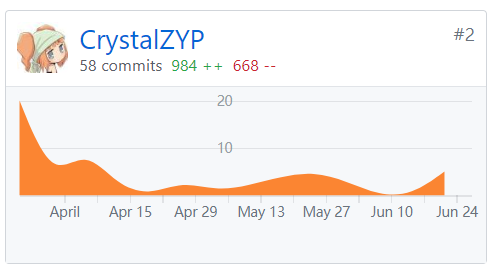 CrystalZYP #2
58 commits 984 ++ 668 --
20
10
April Apr 15 Apr 29 May 13 May 27 Jun 10 Jun 24